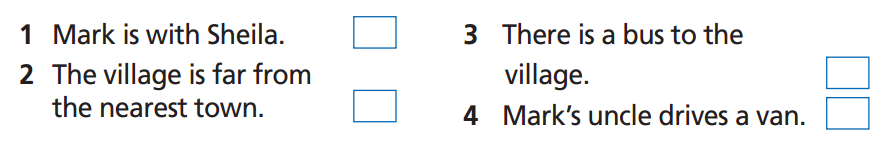 1 Mark is with Sheila.
2 The village is far from
the nearest town.
3 There is a bus to the
village.
4 Mark’s uncle drives a van.